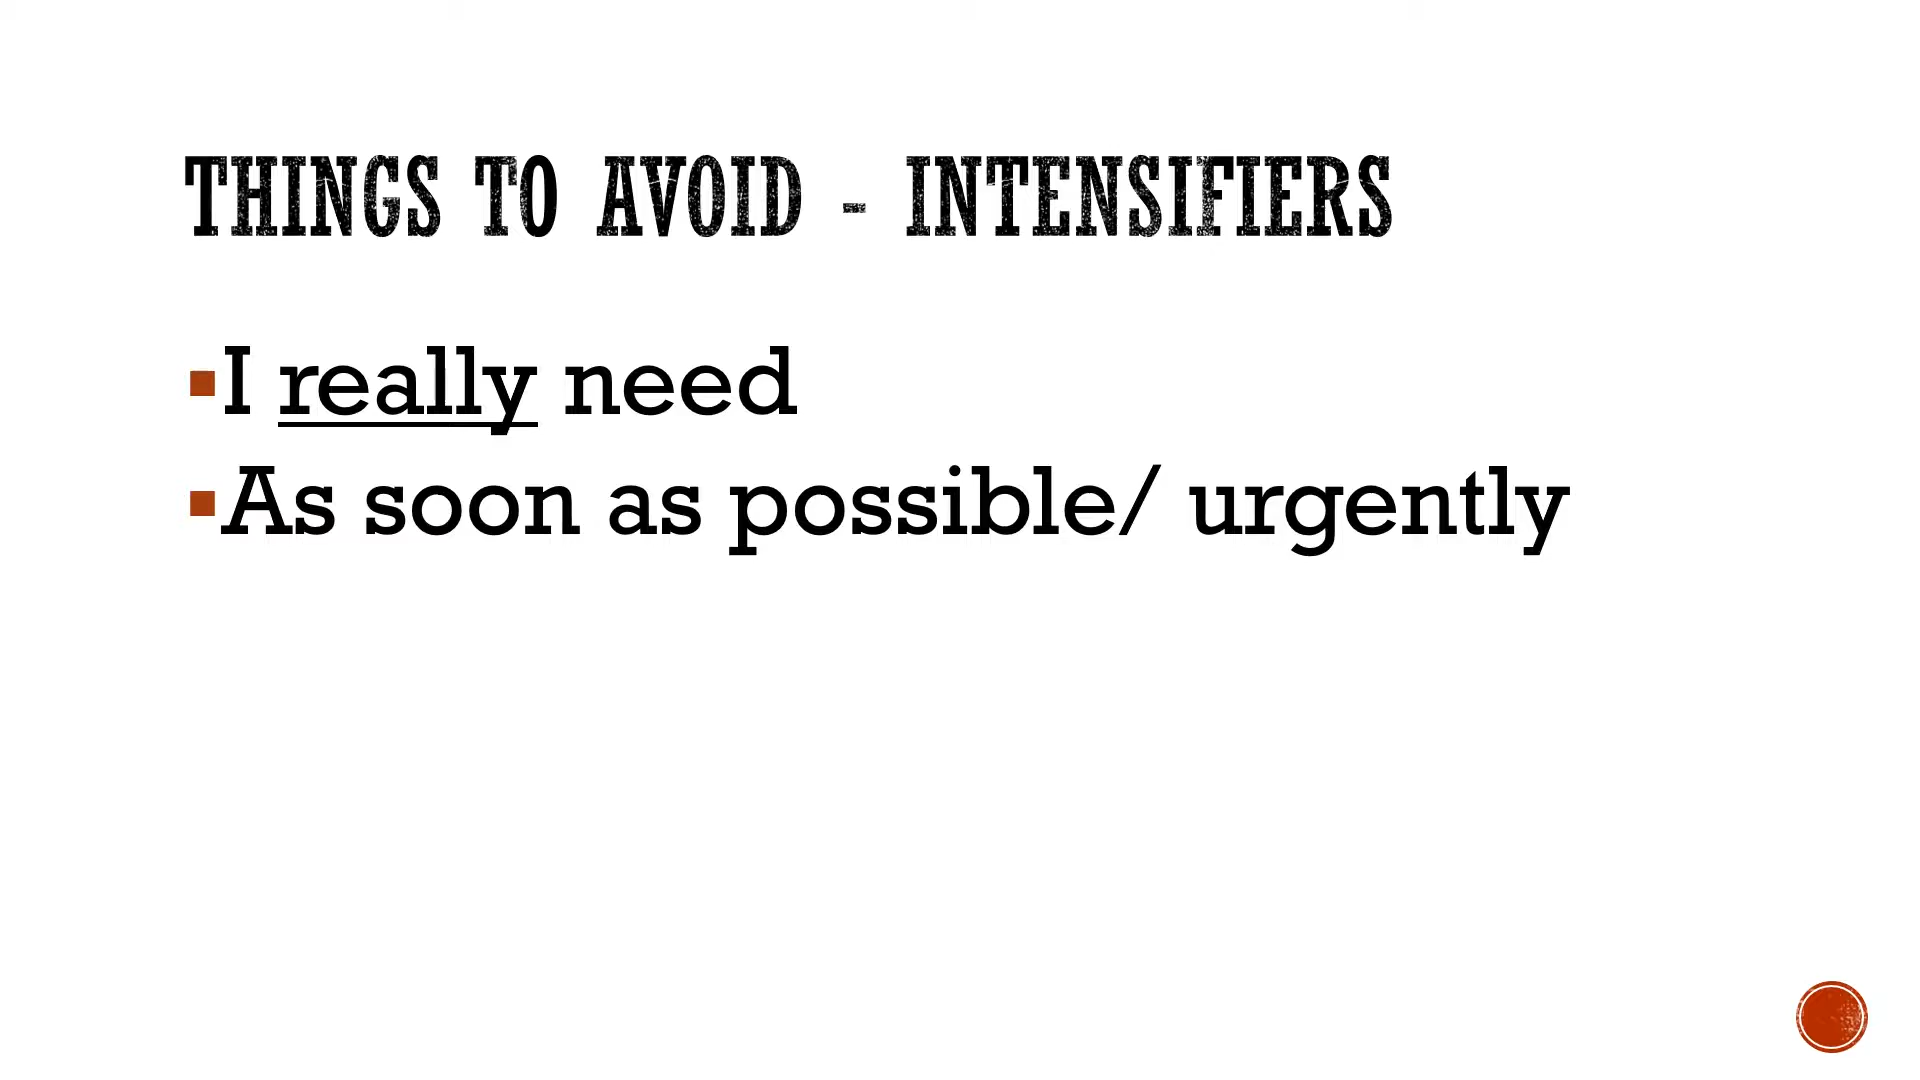 THINGS TO AVOID - INTENSIFIERS
▪I really need
▪As soon as possible/ urgently